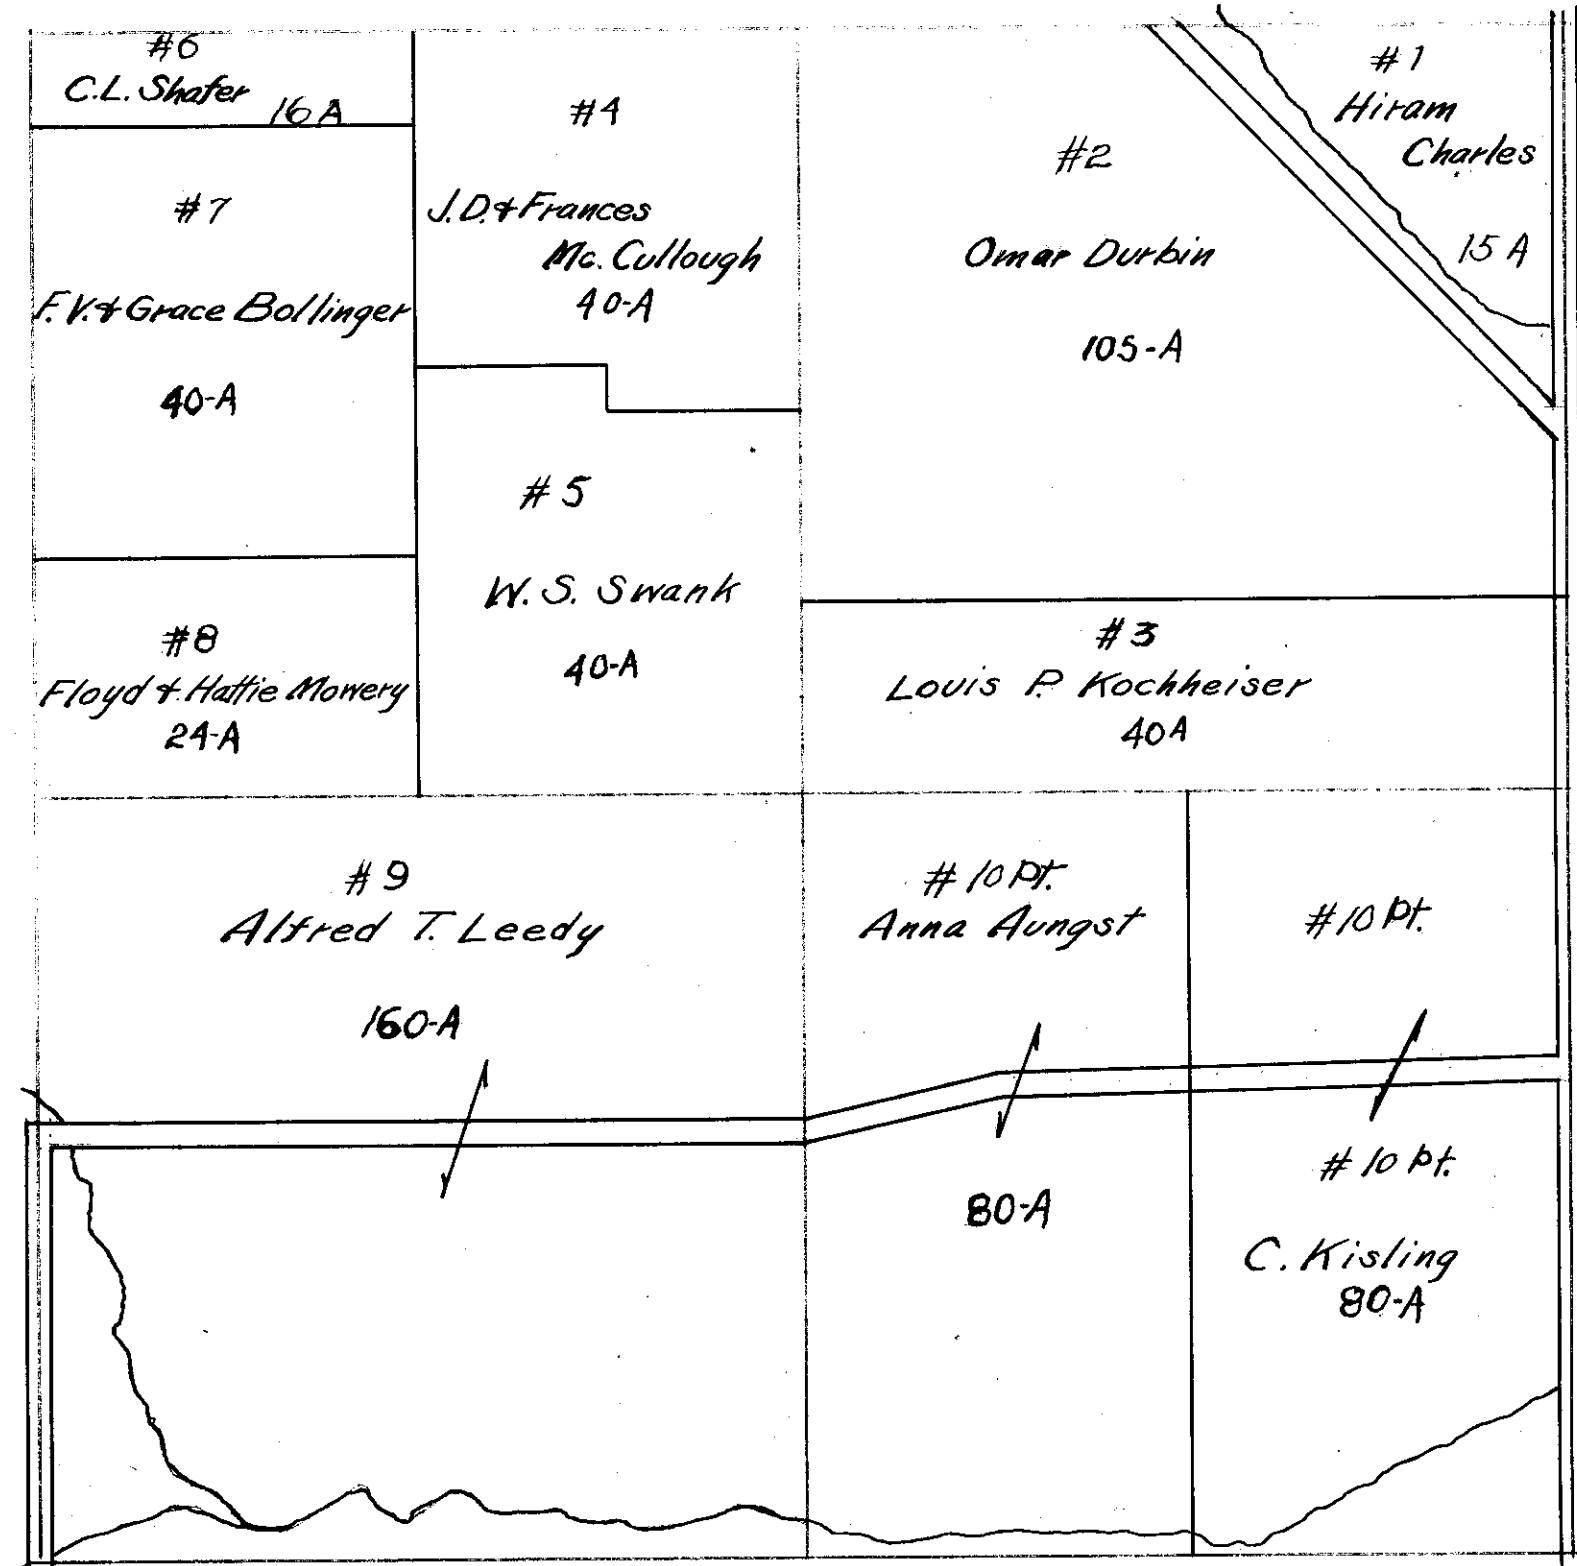 #6
C.L. Shafer
16 A
#7
F.V. & Grace Bollinger
40-A
#8
Floyd & Hattie Mowery
24-A
#4
J.D. & Frances
Mc. Cullough
40-A
#5
W. S. Swank
40-A
#2
Omar Durbin
105-A
#1
Hiram
Charles
15 A
#3
Louis P. Kochheiser
40 A
#9
Alfred T. Leedy
160-A
#10 Pt.
Anna Aungst
80-A
#10 Pt.
#10 Pt.
C. Kisling
80-A